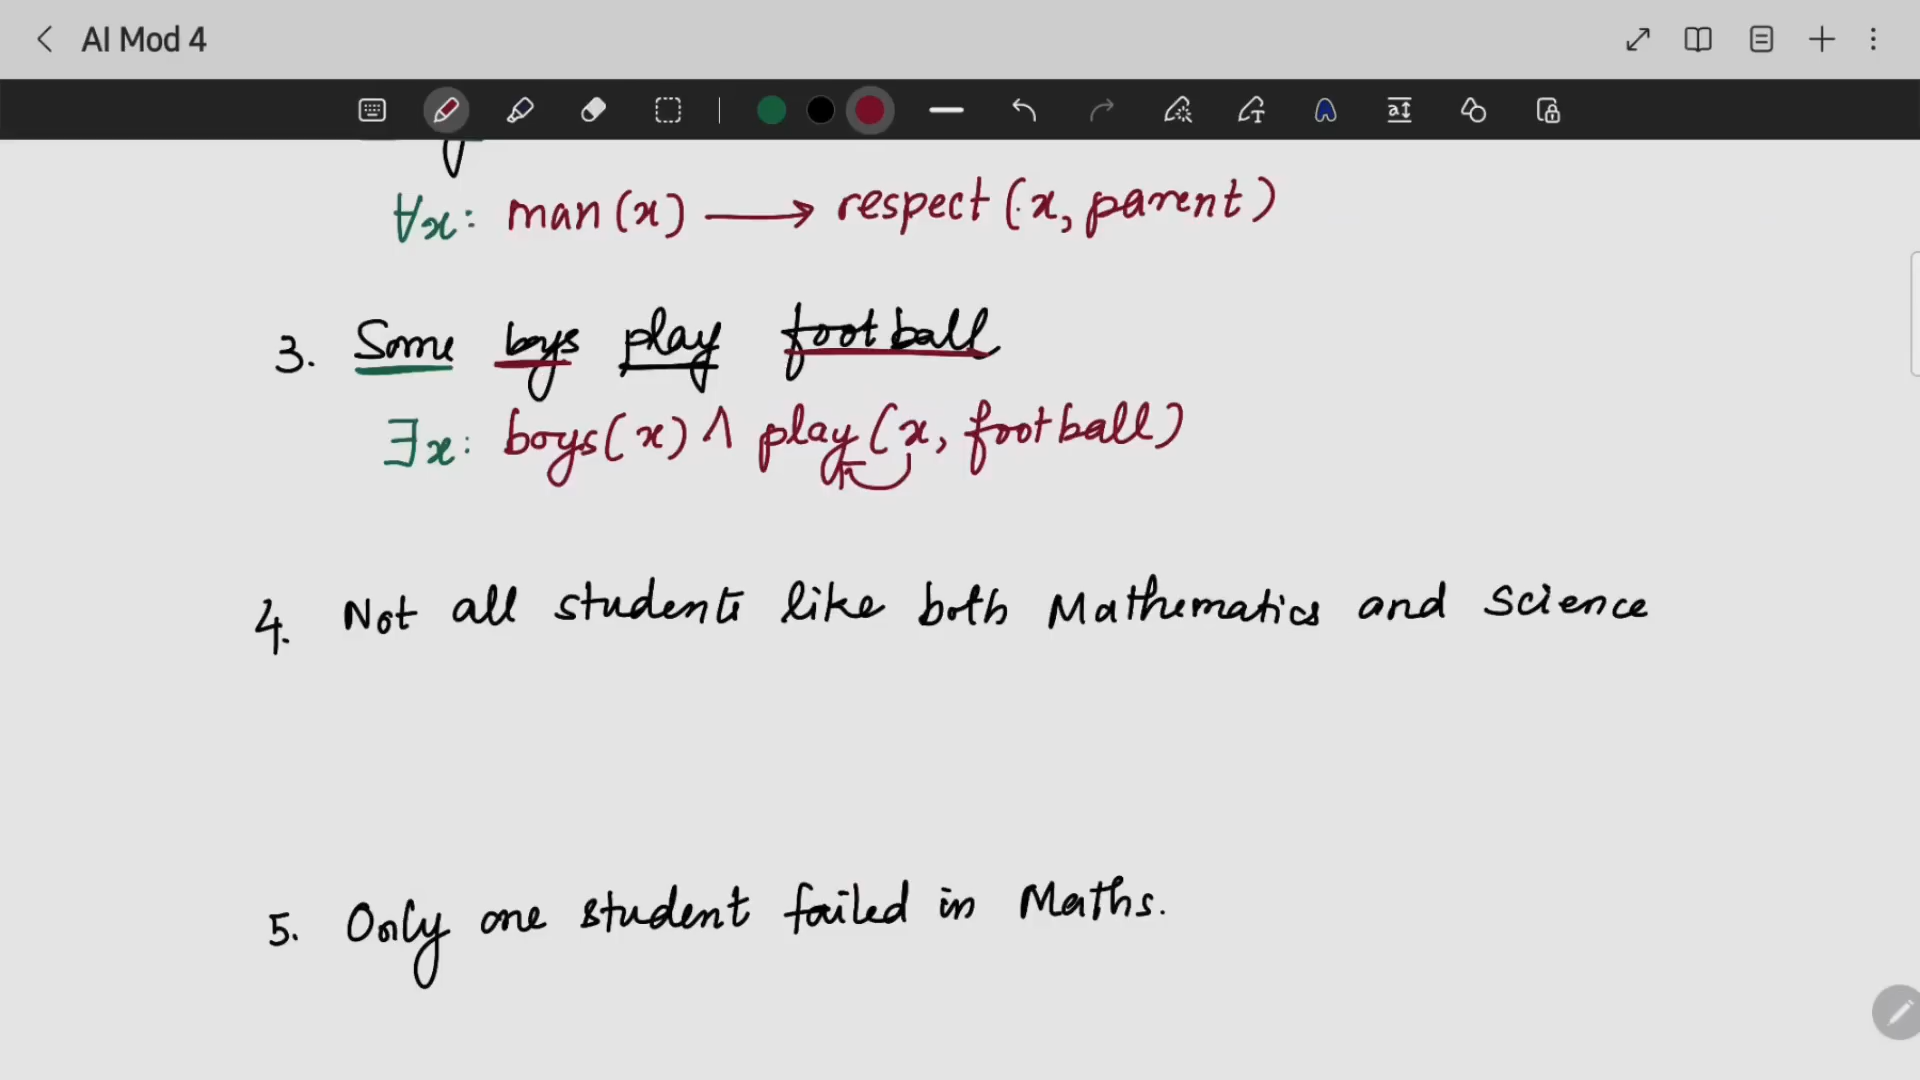 AI Mod 4
∀x: man(x) ⟶ respect (x, parent)
3. Some boys play football
∃x: boys(x) ∧ play(x, football)
4. Not all students like both Mathematics and Science
5. Only one student failed in Maths.